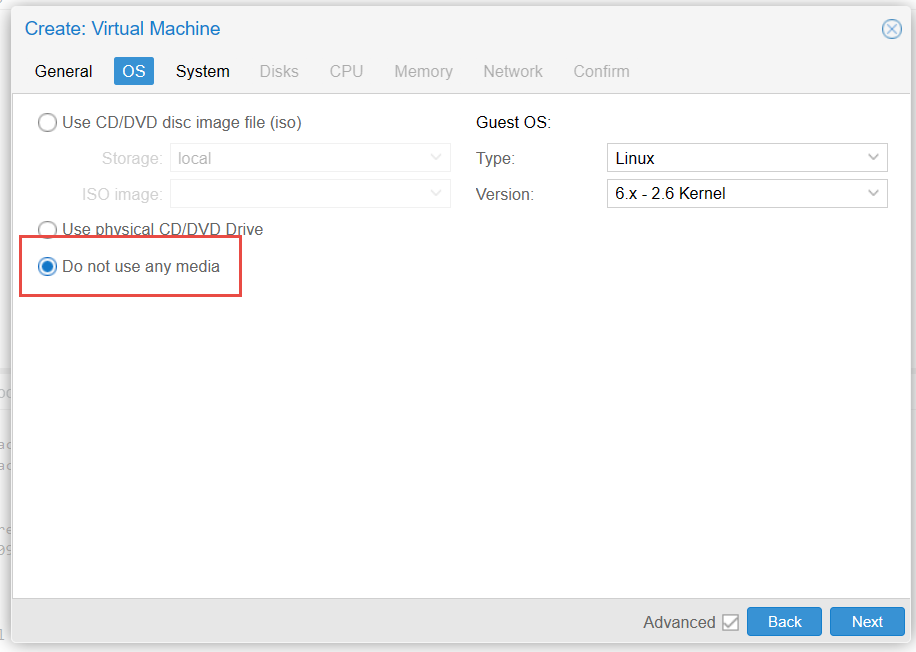 Create: Virtual Machine
General OS System Disks CPU Memory Network Confirm
Use CD/DVD disc image file (iso)
Storage: local
ISO image:
Use physical CD/DVD Drive
Do not use any media
Guest OS:
Type: Linux
Version: 6.x - 2.6 Kernel
Advanced Back Next